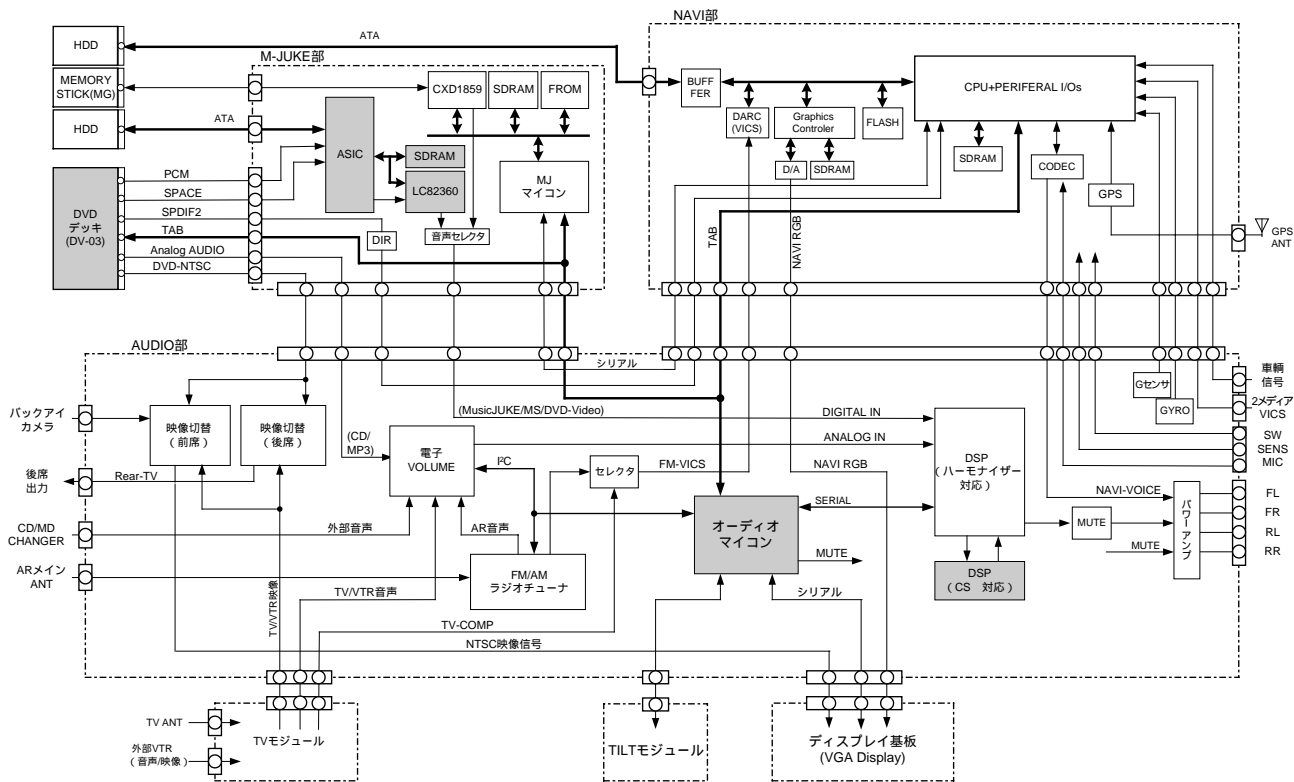 NAVI部
HDD
ATA
M-JUKE部
MEMORY
STICK(MG)
CXD1859
SDRAM
FROM
BUFF
FER
CPU+PERIFERAL I/Os
HDD
ATA
ASIC
SDRAM
LC82360
MJ
マイコン
DARC
(VICS)
Graphics
Controler
FLASH
D/A
SDRAM
SDRAM
CODEC
GPS
GPS
ANT
DVD
デッキ
(DV-03)
PCM
SPACE
SPDIF2
TAB
Analog AUDIO
DVD-NTSC
DIR
音声セレクタ
TAB
NAVI RGB
AUDIO部
シリアル
バックアイ
カメラ
映像切替
(前席)
映像切替
(後席)
(MusicJUKE/MS/DVD-Video)
DIGITAL IN
(CD/
MP3)
電子
VOLUME
ANALOG IN
I²C
セレクタ
FM-VICS
NAVI RGB
DSP
(ハーモナイザー
対応)
Gセンサ
GYRO
車輌
信号
2メディア
VICS
SW
SENS
MIC
後席
出力
Rear-TV
CD/MD
CHANGER
外部音声
AR音声
オーディオ
マイコン
SERIAL
MUTE
NAVI-VOICE
MUTE
MUTE
パワーアンプ
FL
FR
RL
RR
ARメイン
ANT
FM/AM
ラジオチューナ
DSP
(CS 対応)
TV/VTR映像
TV/VTR音声
シリアル
TV-COMP
NTSC映像信号
TV ANT
外部VTR
(音声/映像)
TVモジュール
TILTモジュール
ディスプレイ基板
(VGA Display)